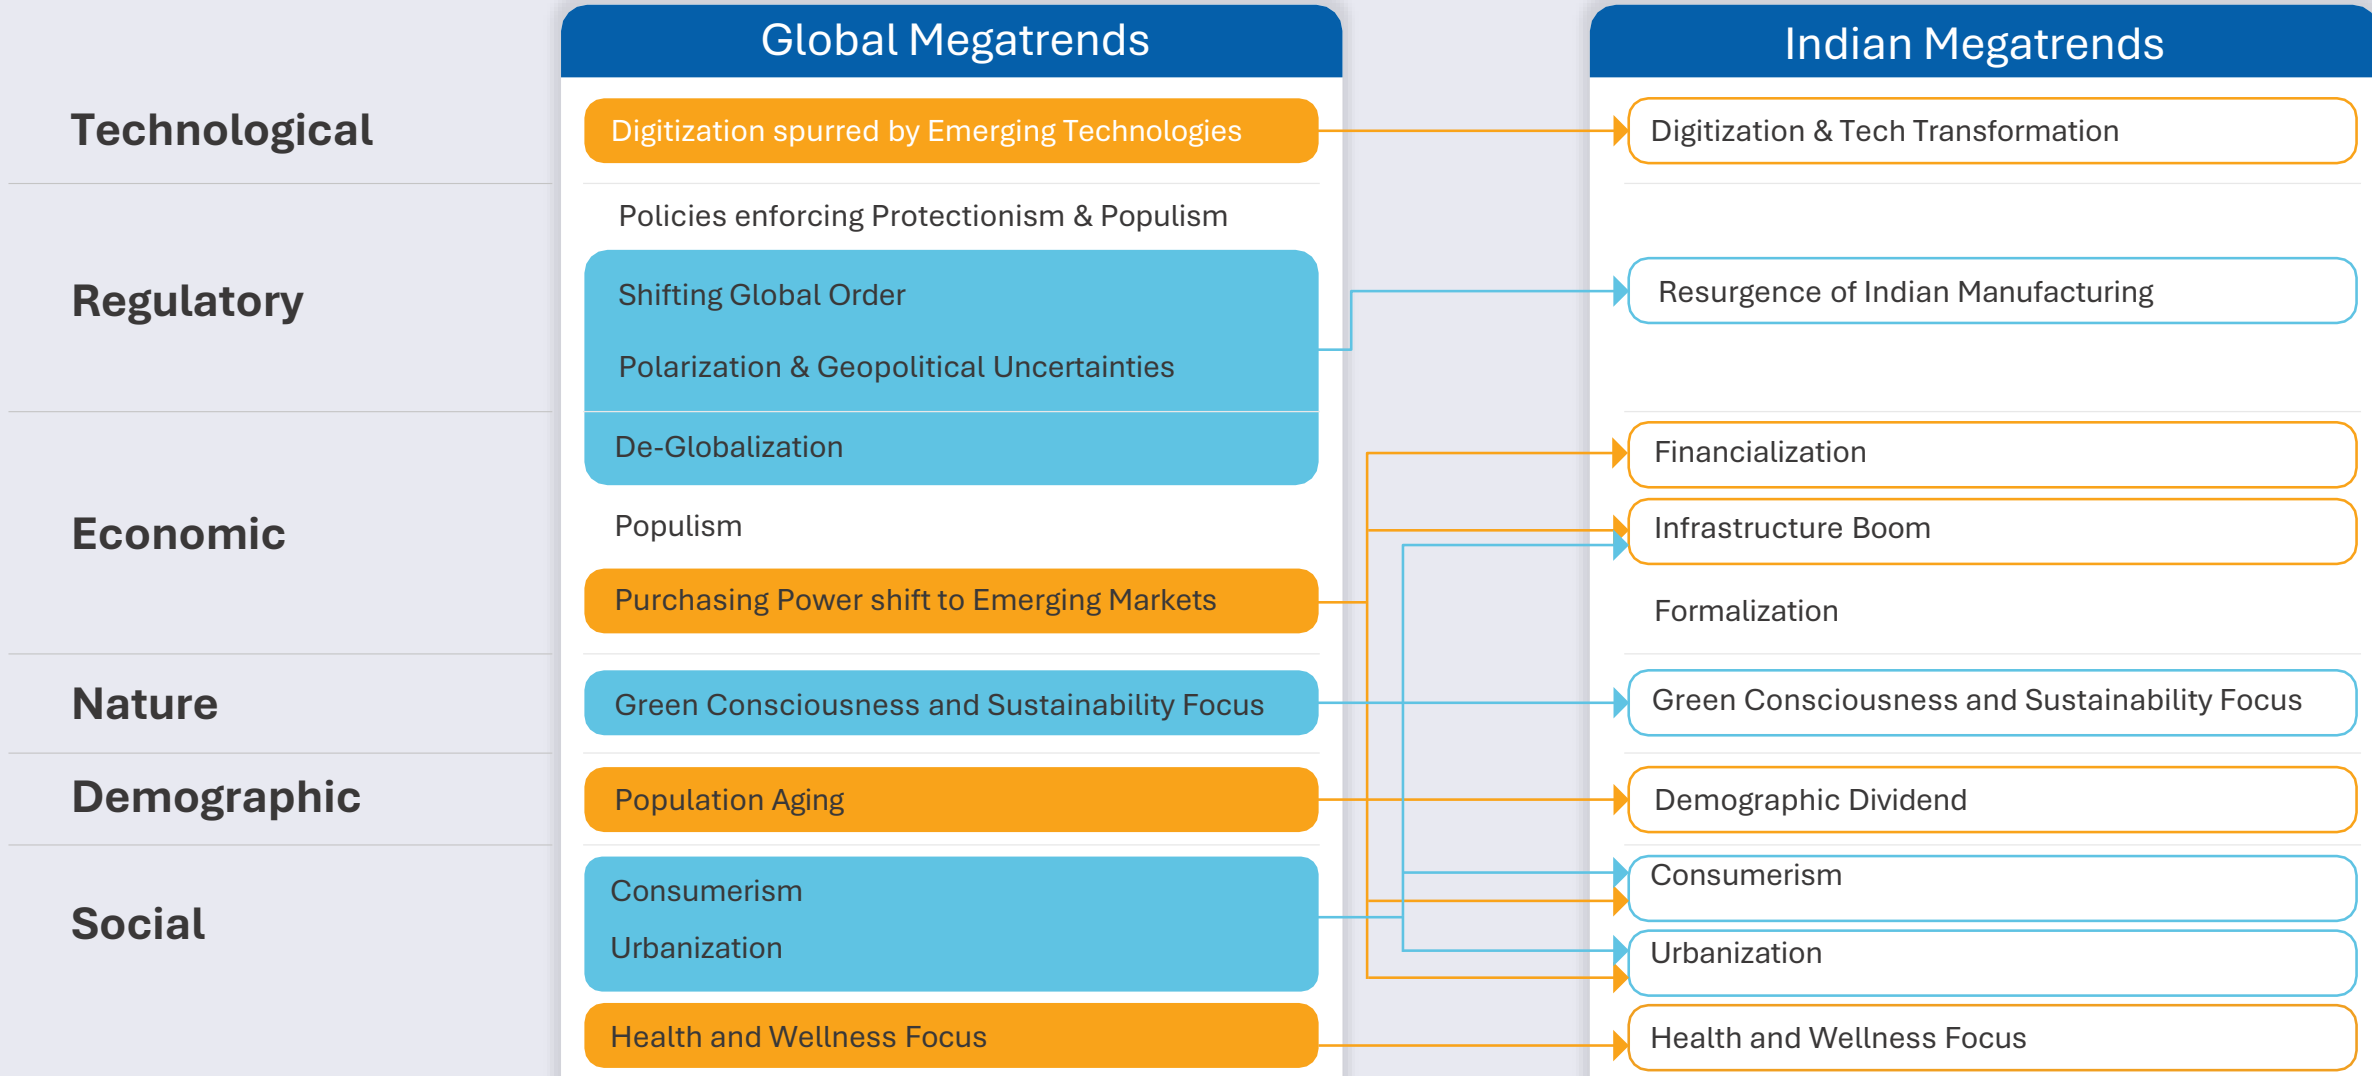 Global Megatrends
Indian Megatrends
Technological
Digitization spurred by Emerging Technologies
Digitization & Tech Transformation
Regulatory
Policies enforcing Protectionism & Populism
Shifting Global Order
Polarization & Geopolitical Uncertainties
Resurgence of Indian Manufacturing
Economic
De-Globalization
Populism
Purchasing Power shift to Emerging Markets
Financialization
Infrastructure Boom
Formalization
Nature
Green Consciousness and Sustainability Focus
Green Consciousness and Sustainability Focus
Demographic
Population Aging
Demographic Dividend
Social
Consumerism
Urbanization
Health and Wellness Focus
Consumerism
Urbanization
Health and Wellness Focus